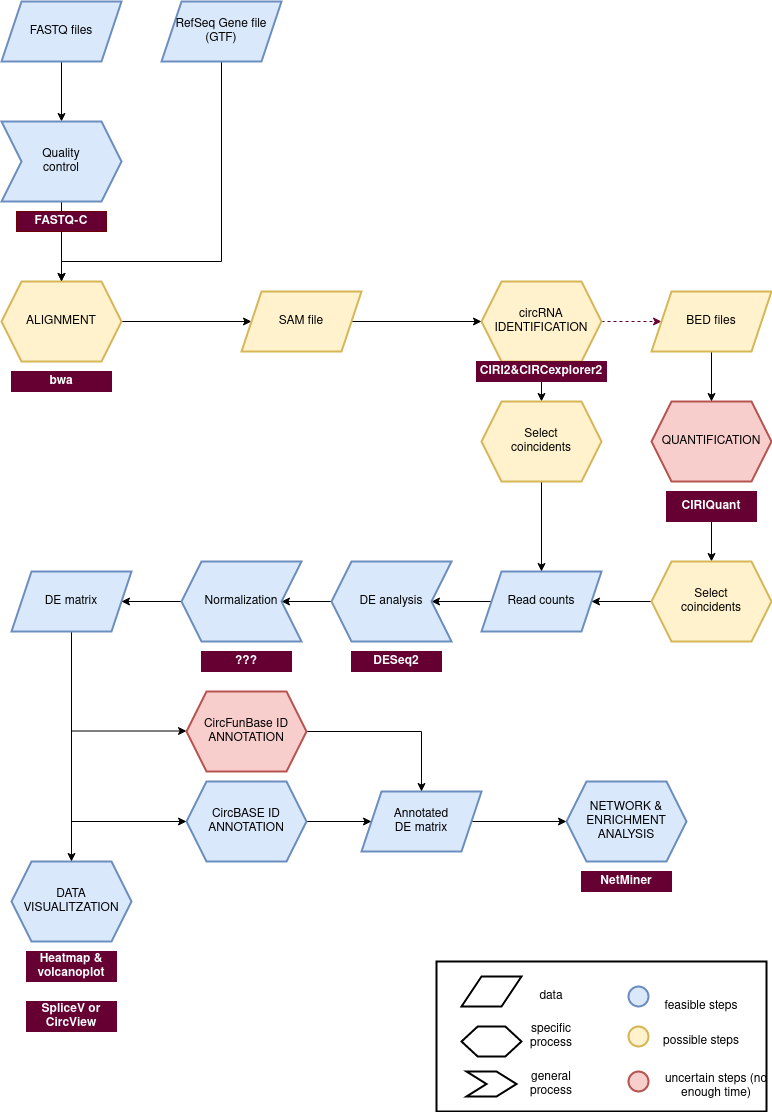 FASTQ files
RefSeq Gene file
(GTF)
Quality
control
FASTQ-C
ALIGNMENT
bwa
SAM file
circRNA
IDENTIFICATION
CIRI2&CIRCexplorer2
BED files
Select
coincidents
QUANTIFICATION
CIRIQuant
DE matrix
Normalization
???
DE analysis
DESeq2
Read counts
Select
coincidents
CircFunBase ID
ANNOTATION
CircBASE ID
ANNOTATION
Annotated
DE matrix
NETWORK &
ENRICHMENT
ANALYSIS
NetMiner
DATA
VISUALITZATION
Heatmap &
volcanoplot
SpliceV or
CircView
data
feasible steps
specific
process
possible steps
general
process
uncertain steps (no
enough time)